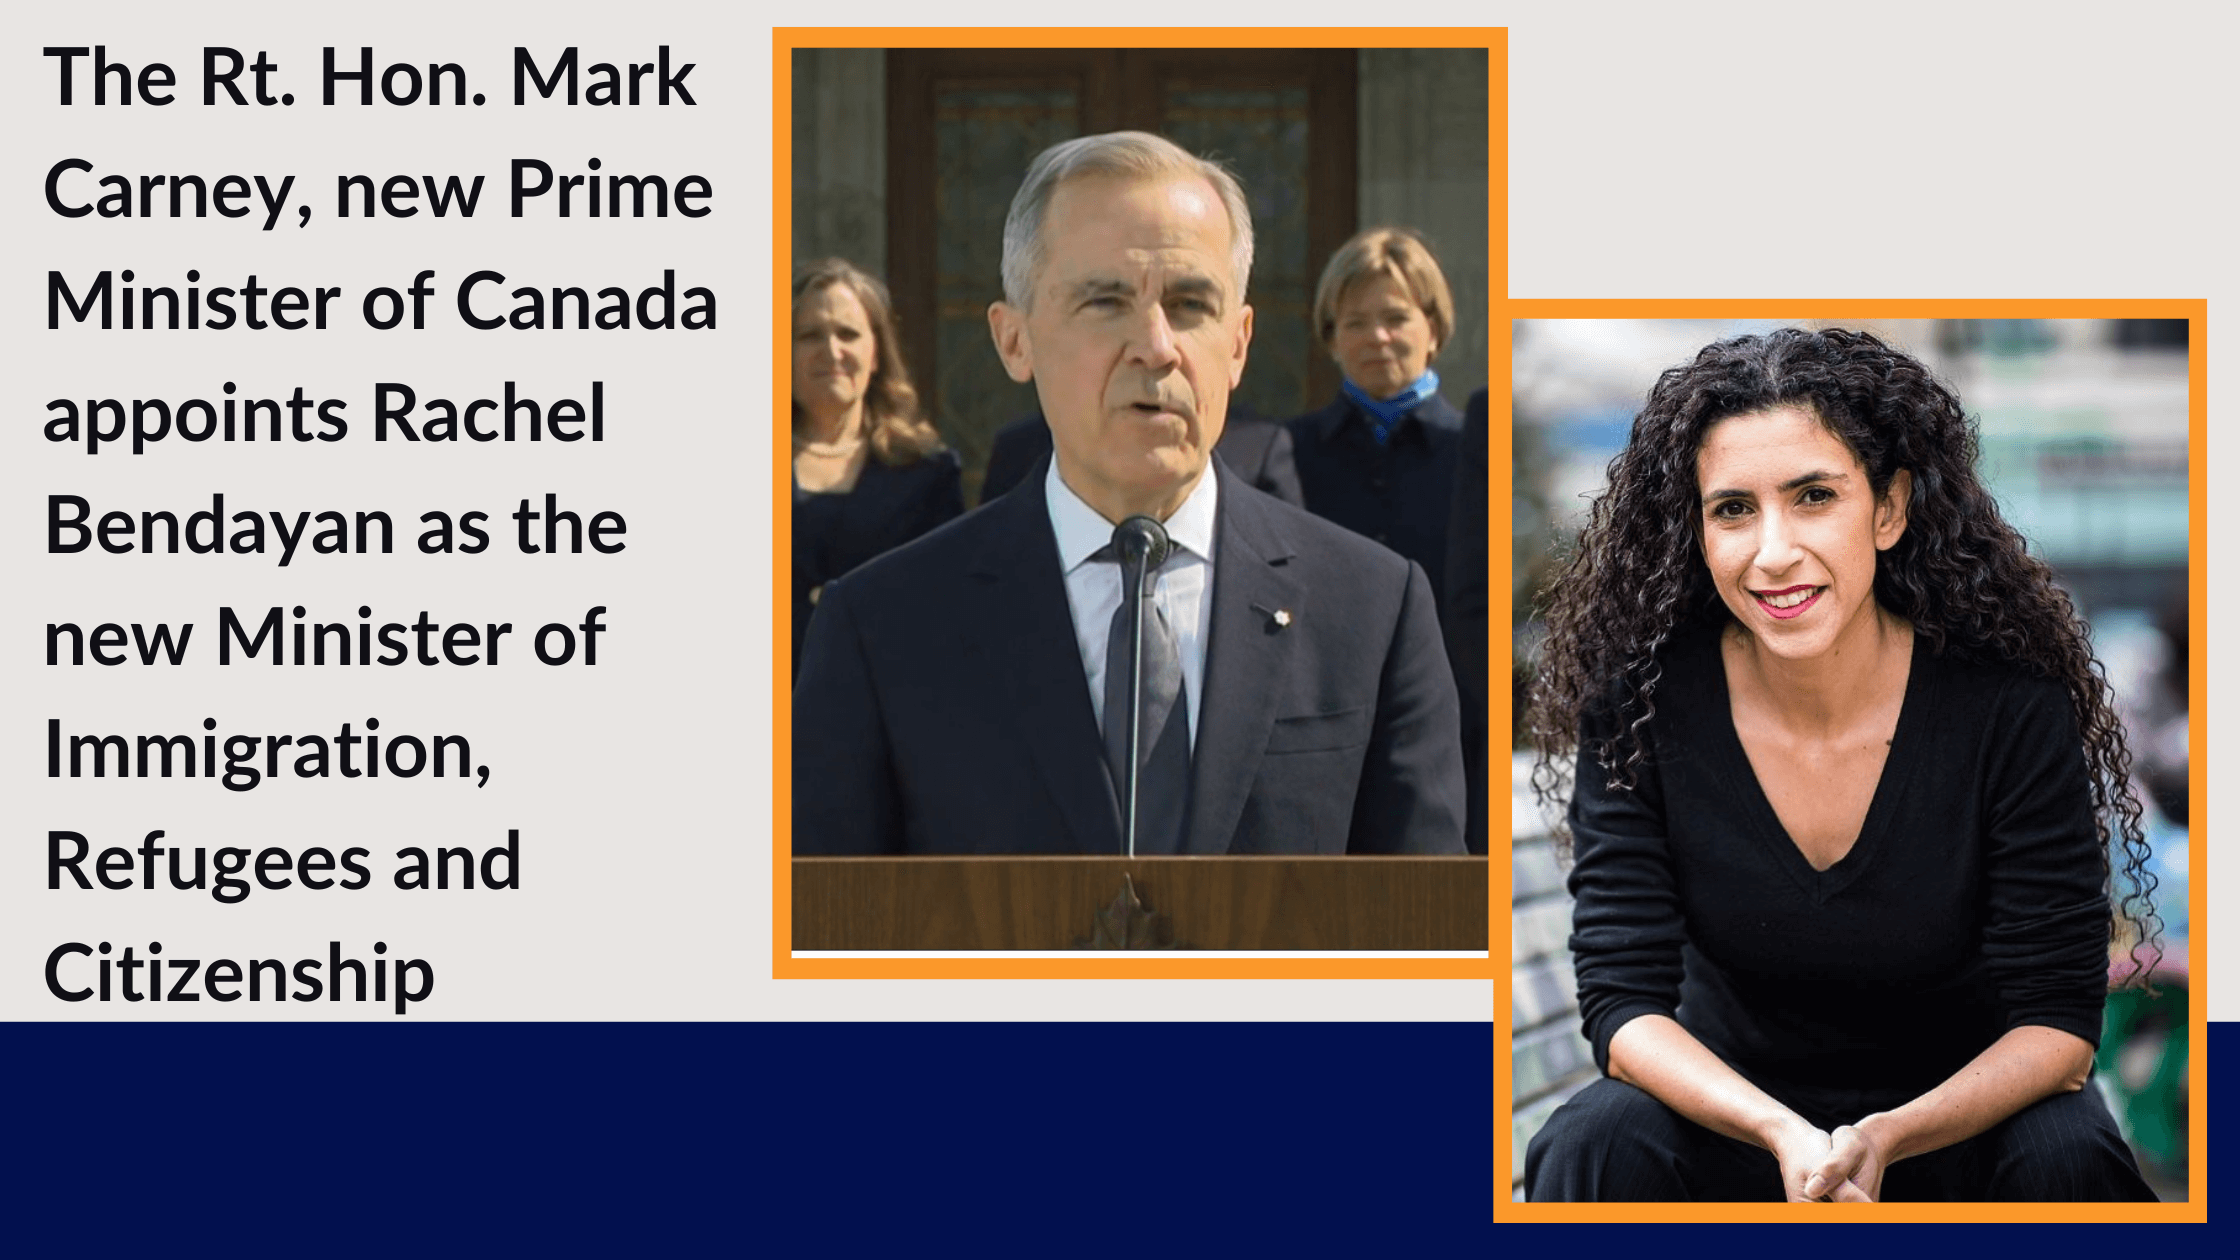 The Rt. Hon. Mark
Carney, new Prime
Minister of Canada
appoints Rachel
Bendayan as the
new Minister of
Immigration,
Refugees and
Citizenship